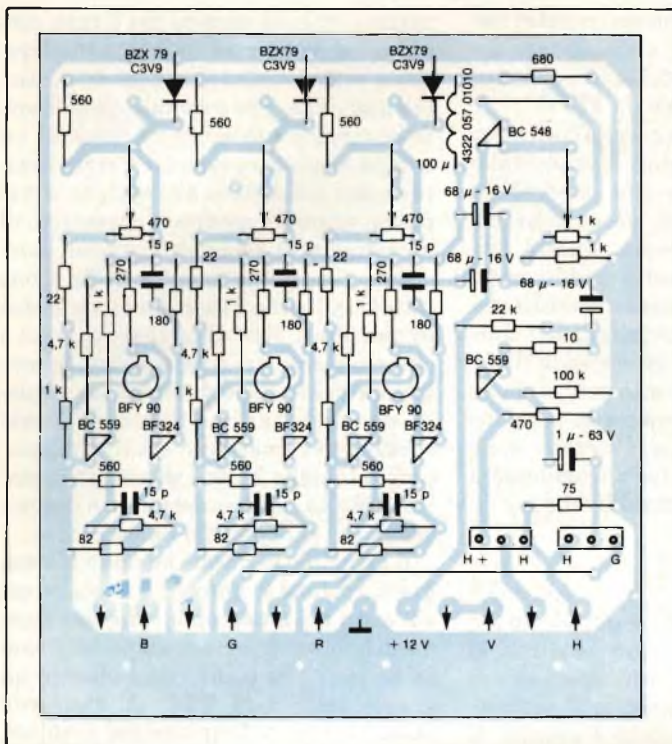 BZX 79 BZX79 BZX79
C3V9 C3V9 C3V9
680
560 560 560
4322 057 01010
BC 548
100 µ
68 µ - 16 V
470 470 470
1 k
15 p 15 p 15 p
1 k
68 µ - 16 V 68 µ - 16 V
22 1 k 270 22 1 k 270 22 1 k 270
180 180 180
22 k
10
4,7 k 4,7 k 4,7 k
BC 559
100 k
1 k BFY 90 1 k BFY 90 1 k BFY 90
470
BC 559 BF324 BC 559 BF324 BC 559 BF324
1 µ - 63 V
560 560 560
15 p 15 p 15 p
75
4,7 k 4,7 k 4,7 k
82 82 82
H + H H G
B G R + 12 V V H